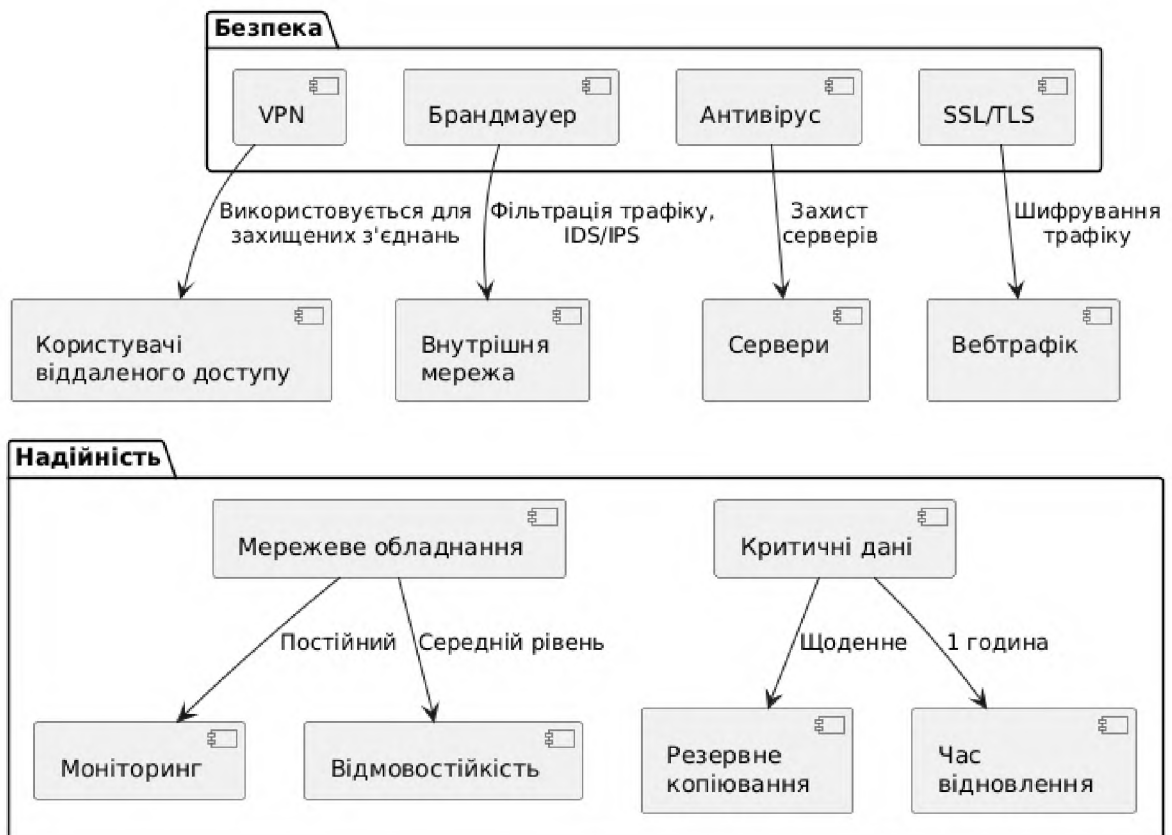 Безпека
VPN
Брандмауер
Антивірус
SSL/TLS
Використовується для
захищених з'єднань
Фільтрація трафіку,
IDS/IPS
Захист
серверів
Шифрування
трафіку
Користувачі
віддаленого доступу
Внутрішня
мережа
Сервери
Вебтрафік
Надійність
Мережеве обладнання
Критичні дані
Постійний
Середній рівень
Щоденне
1 година
Моніторинг
Відмовостійкість
Резервне
копіювання
Час
відновлення